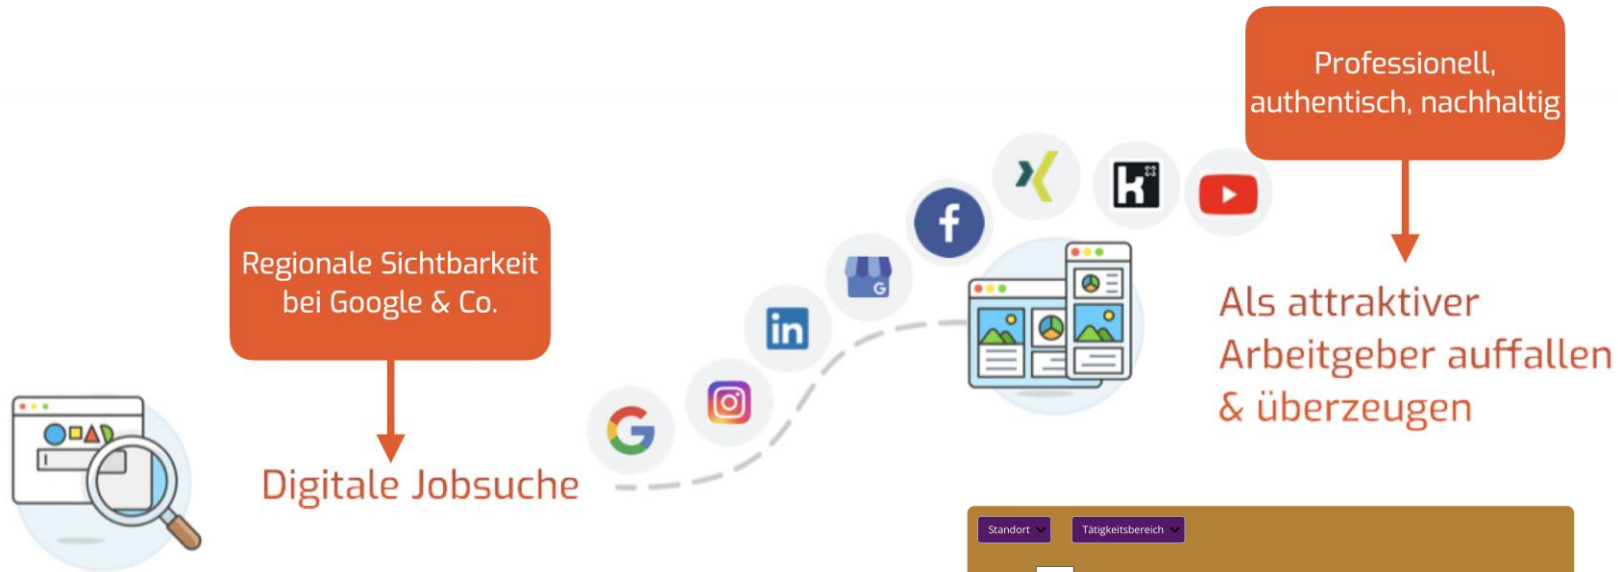 Professionell,
authentisch, nachhaltig
Regionale Sichtbarkeit
bei Google & Co.
Als attraktiver
Arbeitgeber auffallen
& überzeugen
Digitale Jobsuche
Standort
Tätigkeitsbereich